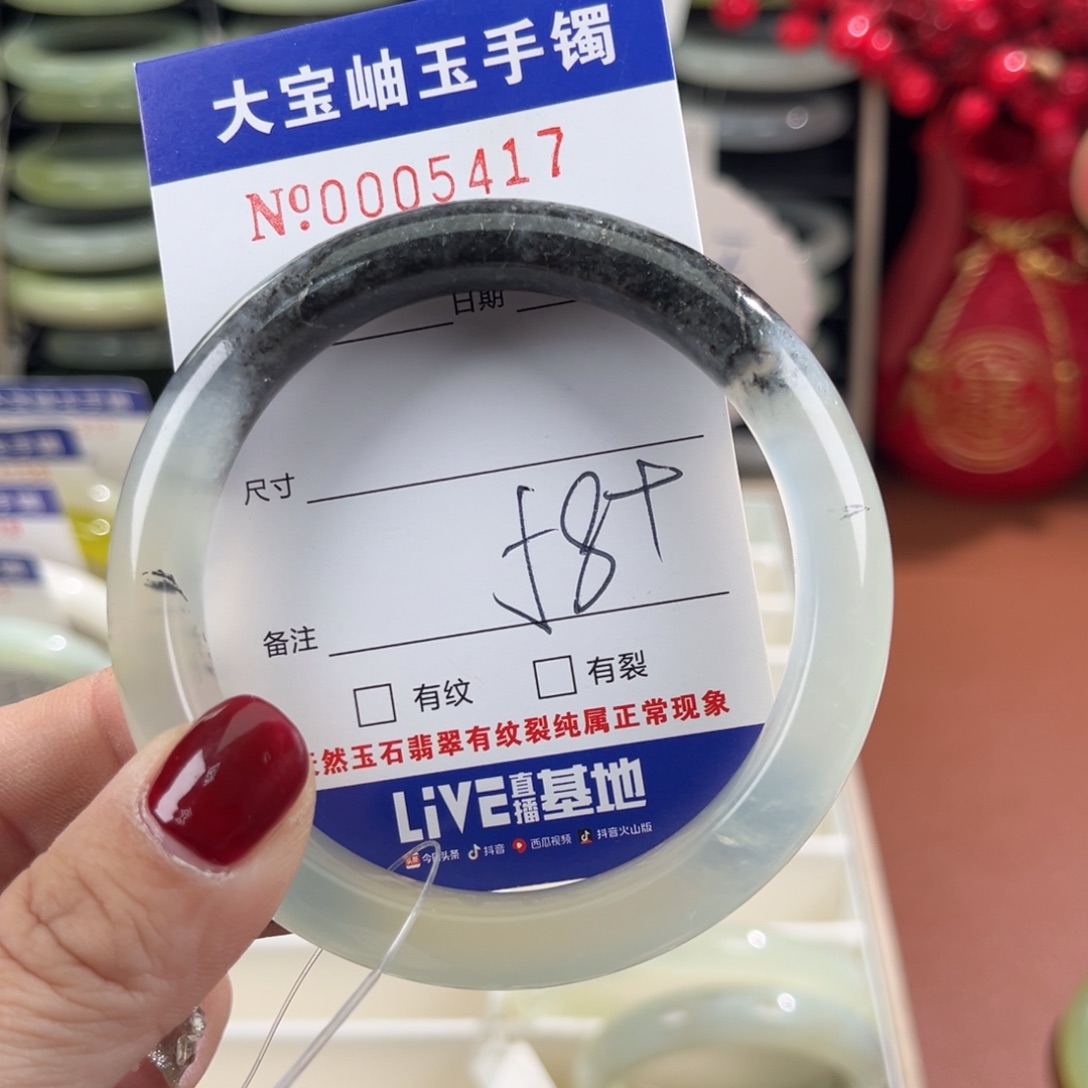 大宝岫玉手镯
Nº:0005417
日期
尺寸
58+
备注
有纹
有裂
然玉石翡翠有纹裂纯属正常现象
LiVE直播基地
今日头条 抖音 西瓜视频 抖音火山版